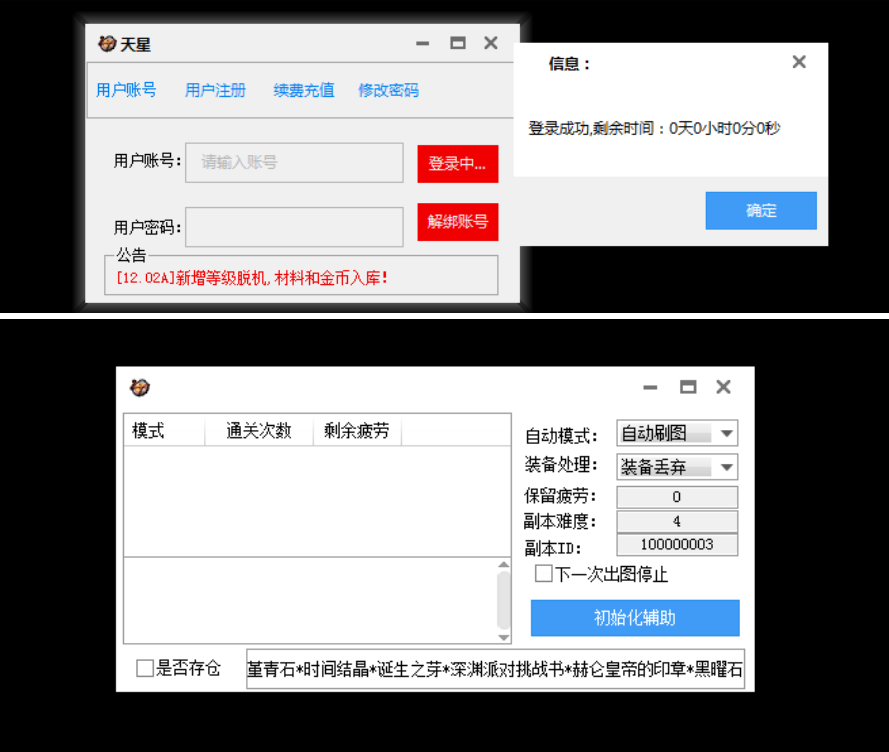 天星
用户账号 用户注册 续费充值 修改密码
用户账号: 请输入账号 登录中...
用户密码: 解绑账号
公告
[12.02A]新增等级脱机,材料和金币入库!
信息：
登录成功,剩余时间：0天0小时0分0秒
确定
模式 通关次数 剩余疲劳
自动模式: 自动刷图
装备处理: 装备丢弃
保留疲劳: 0
副本难度: 4
副本ID: 100000003
下一次出图停止
初始化辅助
是否存仓 堇青石*时间结晶*诞生之芽*深渊派对挑战书*赫仑皇帝的印章*黑曜石